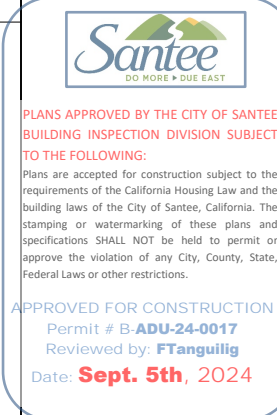 Santee
DO MORE ▸ DUE EAST
PLANS APPROVED BY THE CITY OF SANTEE
BUILDING INSPECTION DIVISION SUBJECT
TO THE FOLLOWING:
Plans are accepted for construction subject to the
requirements of the California Housing Law and the
building laws of the City of Santee, California. The
stamping or watermarking of these plans and
specifications SHALL NOT be held to permit or
approve the violation of any City, County, State,
Federal Laws or other restrictions.
APPROVED FOR CONSTRUCTION
Permit # B-ADU-24-0017
Reviewed by: FTanguilig
Date: Sept. 5th, 2024